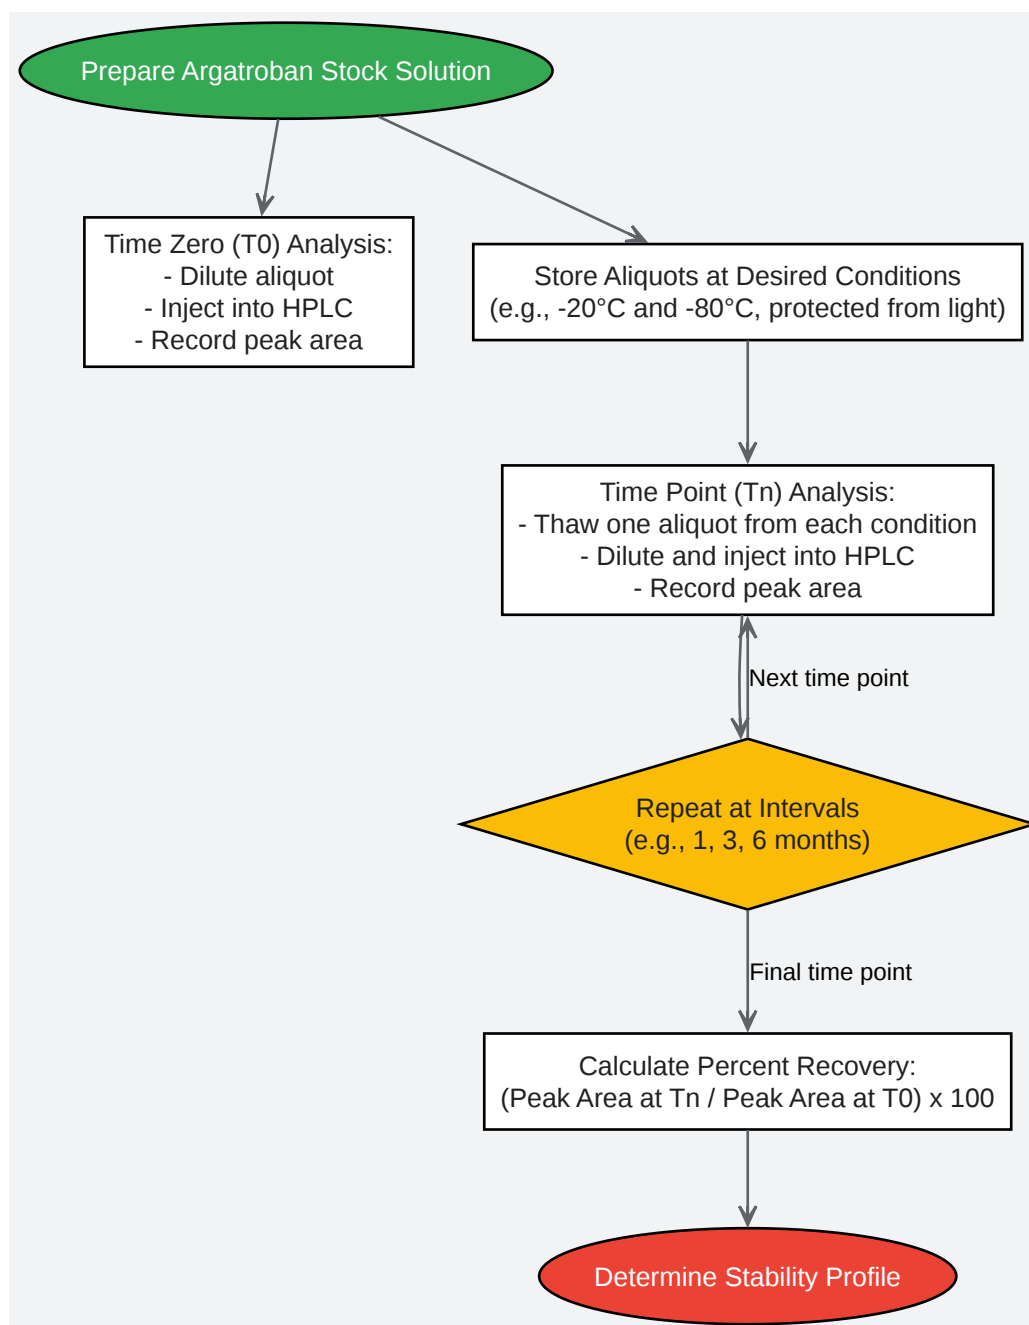 Prepare Argatroban Stock Solution
Time Zero (T0) Analysis:
- Dilute aliquot
- Inject into HPLC
- Record peak area
Store Aliquots at Desired Conditions
(e.g., -20°C and -80°C, protected from light)
Time Point (Tn) Analysis:
- Thaw one aliquot from each condition
- Dilute and inject into HPLC
- Record peak area
Next time point
Repeat at Intervals
(e.g., 1, 3, 6 months)
Final time point
Calculate Percent Recovery:
(Peak Area at Tn / Peak Area at T0) x 100
Determine Stability Profile